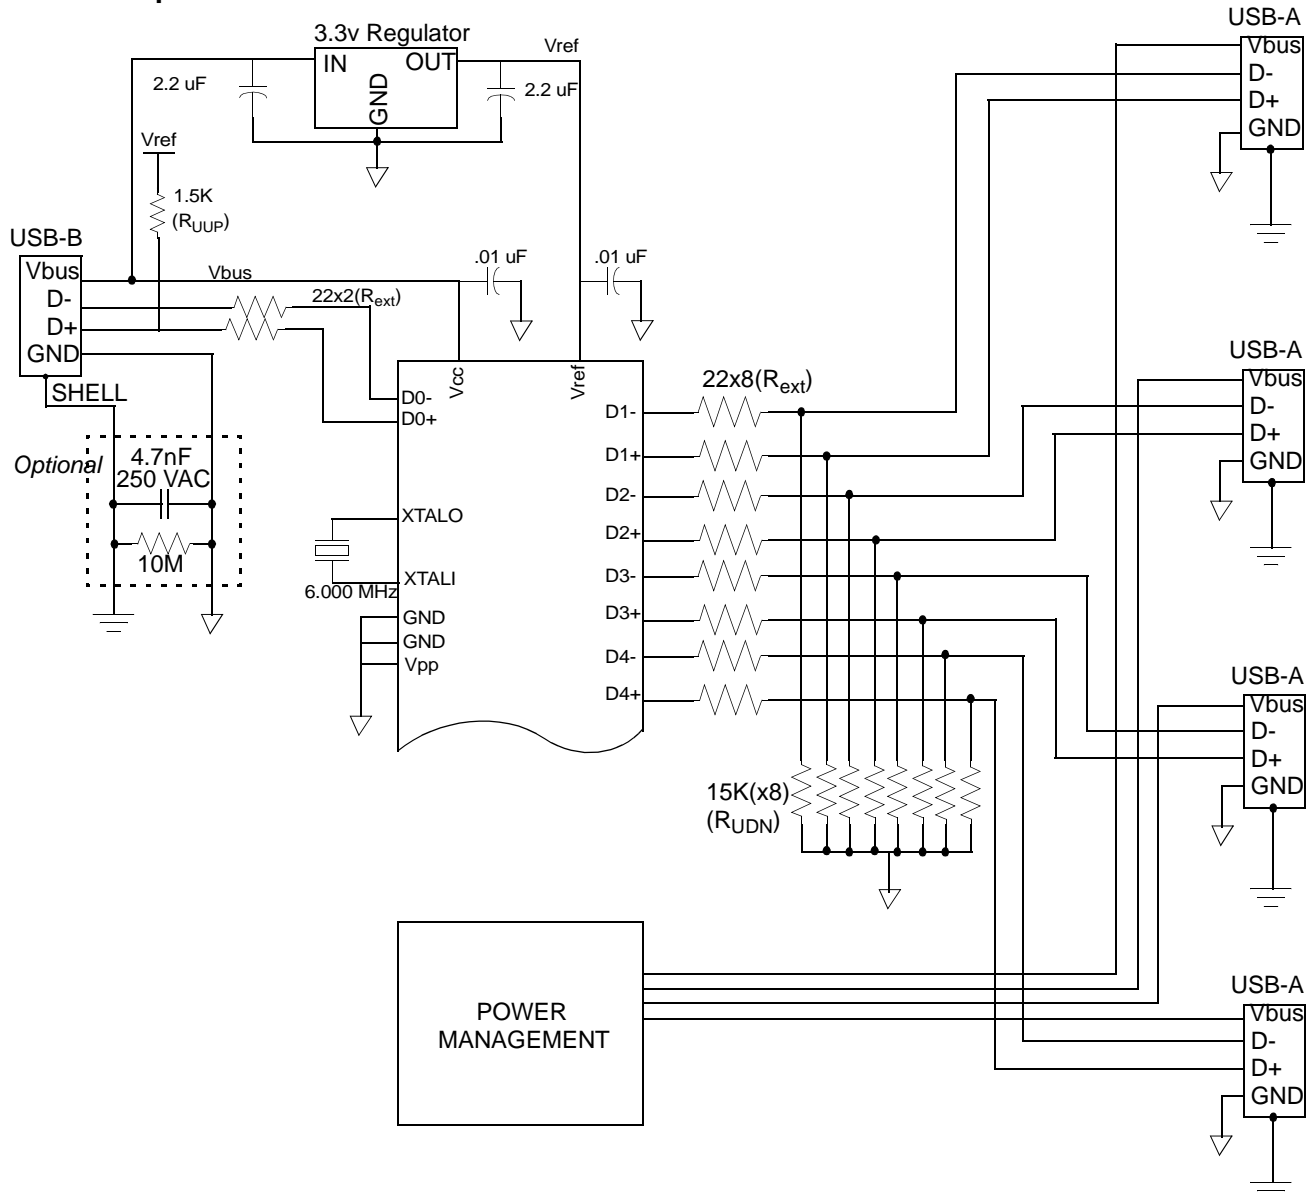 USB-A
3.3v Regulator
Vref
IN
OUT
GND
2.2 uF
2.2 uF
Vbus
D-
D+
GND
Vref
1.5K
(RUUP)
USB-B
Vbus
D-
D+
GND
SHELL
Vbus
22x2(Rext)
.01 uF
.01 uF
Vcc
Vref
D0-
D0+
XTALO
XTALI
6.000 MHz
GND
GND
Vpp
Optional
4.7nF
250 VAC
10M
22x8(Rext)
D1-
D1+
D2-
D2+
D3-
D3+
D4-
D4+
15K(x8)
(RUDN)
USB-A
Vbus
D-
D+
GND
USB-A
Vbus
D-
D+
GND
POWER
MANAGEMENT
USB-A
Vbus
D-
D+
GND